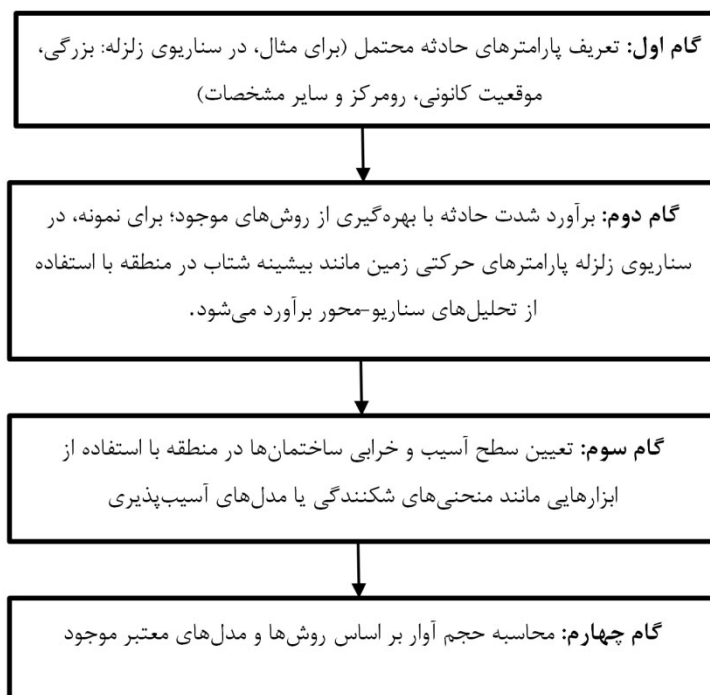 گام اول: تعریف پارامترهای حادثه محتمل (برای مثال، در سناریوی زلزله: بزرگی،
موقعیت کانونی، رومرکز و سایر مشخصات)
گام دوم: برآورد شدت حادثه با بهره‌گیری از روش‌های موجود؛ برای نمونه، در
سناریوی زلزله پارامترهای حرکتی زمین مانند بیشینه شتاب در منطقه با استفاده
از تحلیل‌های سناریو-محور برآورد می‌شود.
گام سوم: تعیین سطح آسیب و خرابی ساختمان‌ها در منطقه با استفاده از
ابزارهایی مانند منحنی‌های شکنندگی یا مدل‌های آسیب‌پذیری
گام چهارم: محاسبه حجم آوار بر اساس روش‌ها و مدل‌های معتبر موجود